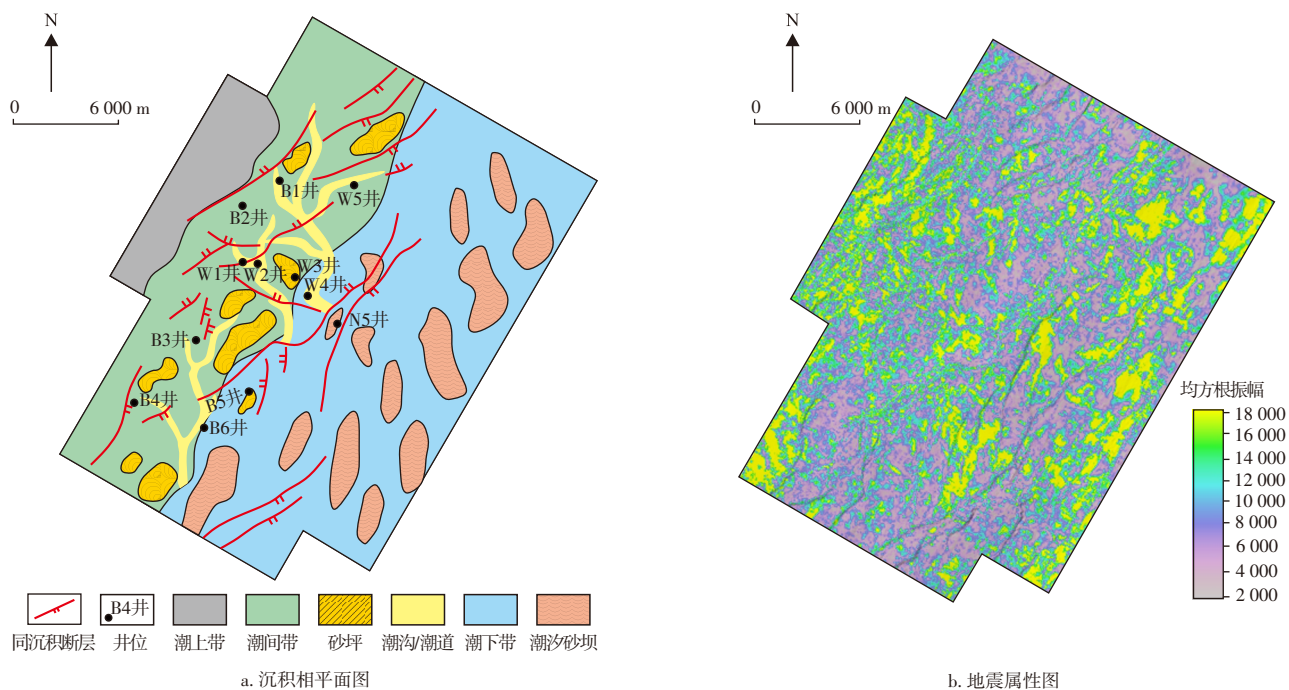 N
0
6 000 m
B1井
W5井
B2井
W1井
W2井
W3井
W4井
N5井
B3井
B4井
B5井
B6井
B4井
同沉积断层
井位
潮上带
潮间带
砂坪
潮沟/潮道
潮下带
潮汐砂坝
a. 沉积相平面图
N
0
6 000 m
均方根振幅
18 000
16 000
14 000
12 000
10 000
8 000
6 000
4 000
2 000
b. 地震属性图